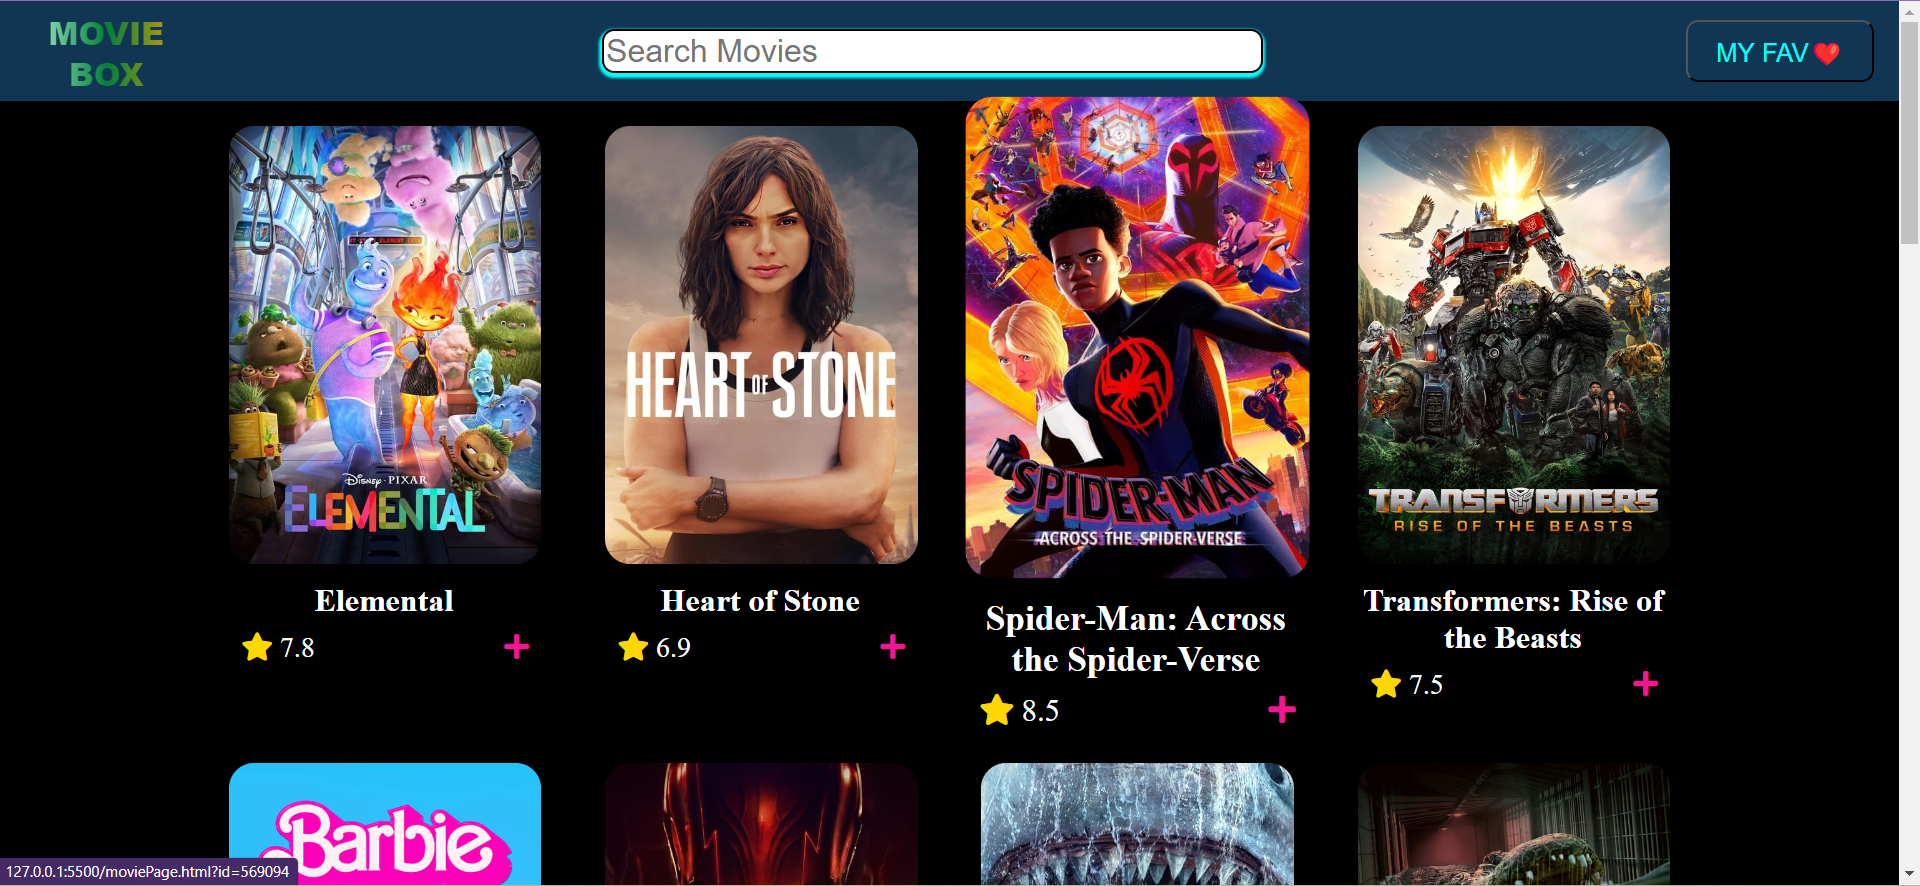 MOVIE
BOX
Search Movies
MY FAV
DISNEY · PIXAR
ELEMENTAL
HEART OF STONE
SPIDER-MAN
ACROSS THE SPIDER-VERSE
TRANSFORMERS
RISE OF THE BEASTS
Elemental
7.8
Heart of Stone
6.9
Spider-Man: Across
the Spider-Verse
8.5
Transformers: Rise of
the Beasts
7.5
Barbie
127.0.0.1:5500/moviePage.html?id=569094